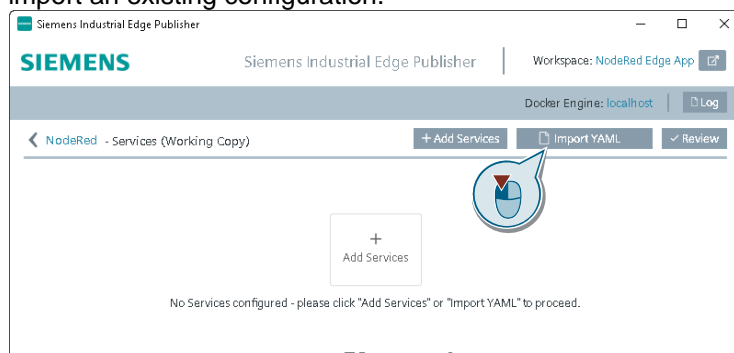 import an existing configuration.
Siemens Industrial Edge Publisher
SIEMENS
Siemens Industrial Edge Publisher
Workspace: NodeRed Edge App
Docker Engine: localhost
Log
NodeRed - Services (Working Copy)
+ Add Services
Import YAML
Review
+
Add Services
No Services configured - please click "Add Services" or "Import YAML" to proceed.